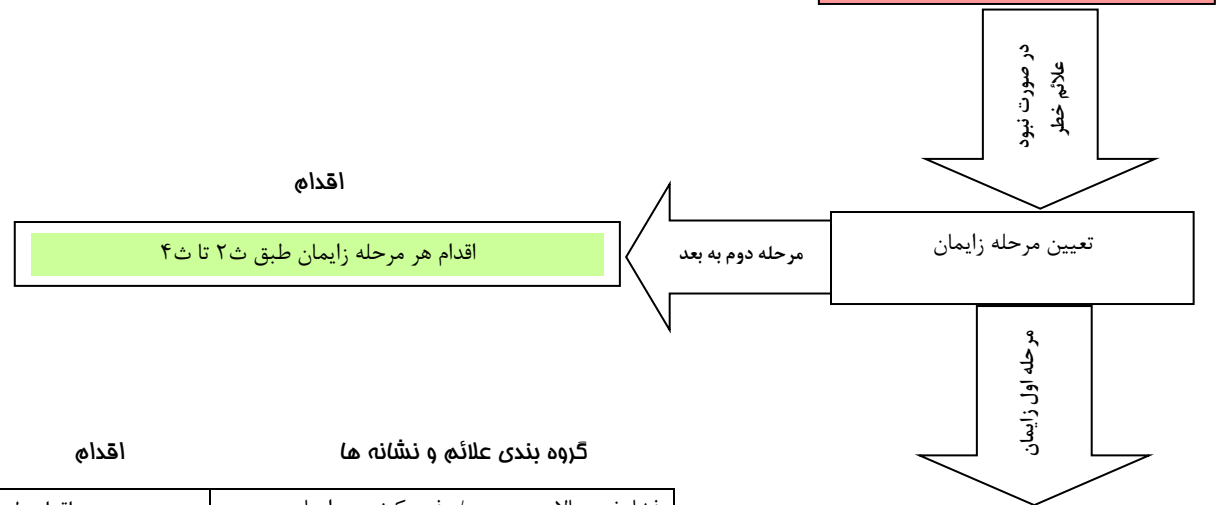 در صورت نبود
علائم خطر
اقدام
تعیین مرحله زایمان
مرحله دوم به بعد
اقدام هر مرحله زایمان طبق ث۲ تا ث۴
مرحله اول زایمان
گروه بندی علائم و نشانه ها
اقدام